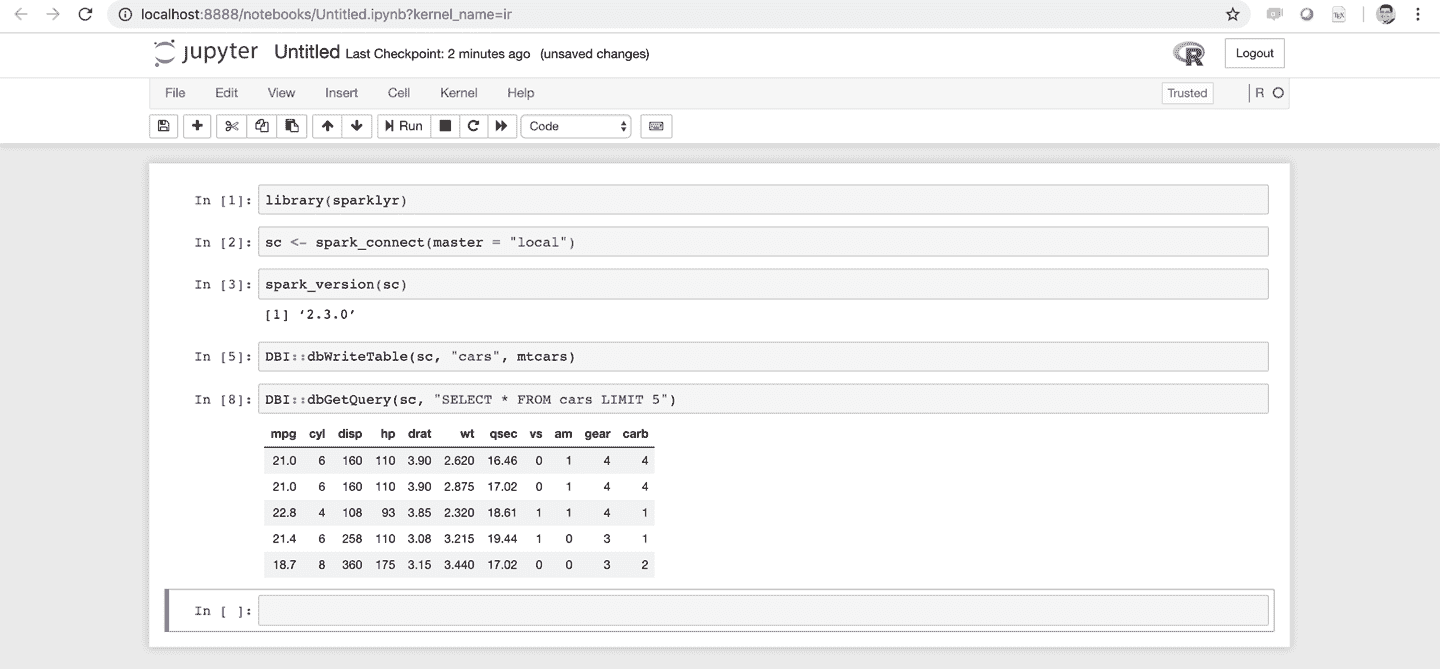 localhost:8888/notebooks/Untitled.ipynb?kernel_name=ir
jupyter Untitled Last Checkpoint: 2 minutes ago (unsaved changes)
R
Logout
File Edit View Insert Cell Kernel Help
Trusted
R
Run
Code
In [1]: library(sparklyr)
In [2]: sc <- spark_connect(master = "local")
In [3]: spark_version(sc)
[1] ‘2.3.0’
In [5]: DBI::dbWriteTable(sc, "cars", mtcars)
In [8]: DBI::dbGetQuery(sc, "SELECT * FROM cars LIMIT 5")
mpg cyl disp hp drat wt qsec vs am gear carb
21.0 6 160 110 3.90 2.620 16.46 0 1 4 4
21.0 6 160 110 3.90 2.875 17.02 0 1 4 4
22.8 4 108 93 3.85 2.320 18.61 1 1 4 1
21.4 6 258 110 3.08 3.215 19.44 1 0 3 1
18.7 8 360 175 3.15 3.440 17.02 0 0 3 2
In [ ]: